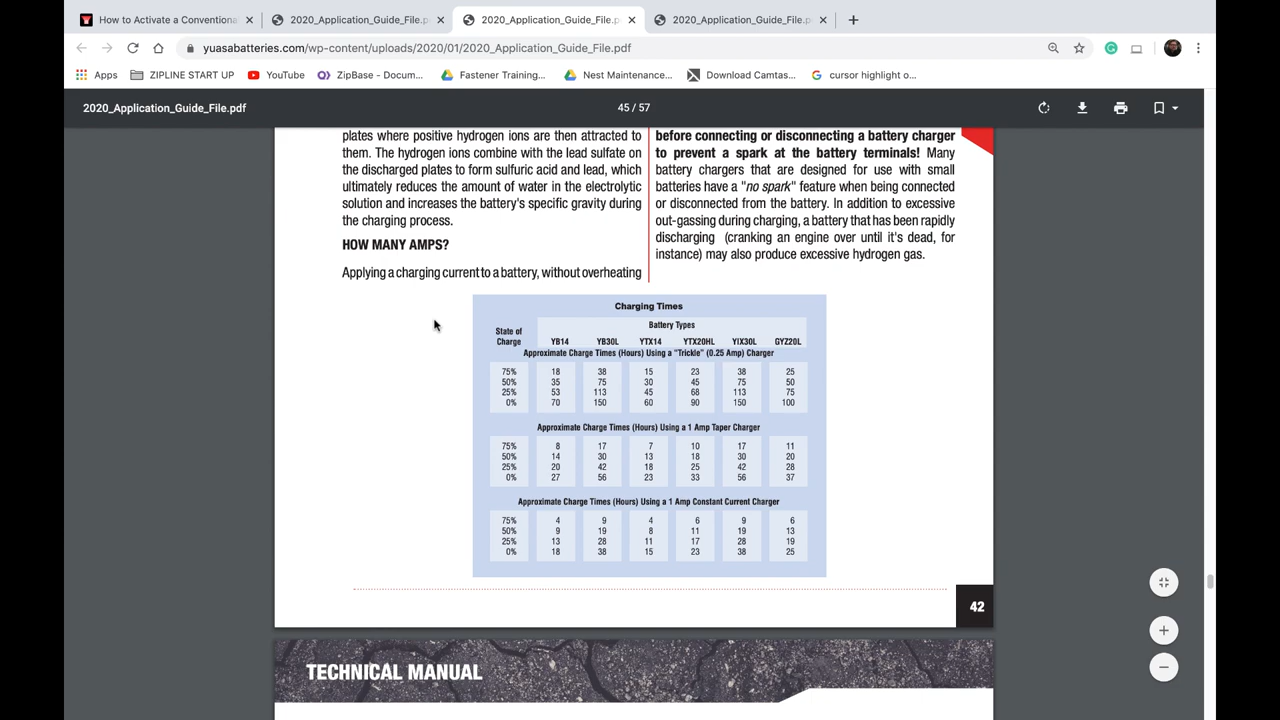 How to Activate a Conventiona
2020_Application_Guide_File.p
2020_Application_Guide_File.p
2020_Application_Guide_File.p
yuasabatteries.com/wp-content/uploads/2020/01/2020_Application_Guide_File.pdf
Apps
ZIPLINE START UP
YouTube
ZipBase - Docum...
Fastener Training...
Nest Maintenance...
Download Camtas...
cursor highlight o...
2020_Application_Guide_File.pdf
45 / 57
plates where positive hydrogen ions are then attracted to
them. The hydrogen ions combine with the lead sulfate on
the discharged plates to form sulfuric acid and lead, which
ultimately reduces the amount of water in the electrolytic
solution and increases the battery's specific gravity during
the charging process.
HOW MANY AMPS?
Applying a charging current to a battery, without overheating
before connecting or disconnecting a battery charger
to prevent a spark at the battery terminals! Many
battery chargers that are designed for use with small
batteries have a "no spark" feature when being connected
or disconnected from the battery. In addition to excessive
out-gassing during charging, a battery that has been rapidly
discharging (cranking an engine over until it's dead, for
instance) may also produce excessive hydrogen gas.
Charging Times
State of
Charge
Battery Types
YB14 YB30L YTX14 YTX20HL YIX30L GYZ20L
Approximate Charge Times (Hours) Using a "Trickle" (0.25 Amp) Charger
75% 18 38 15 23 38 25
50% 35 75 30 45 75 50
25% 53 113 45 68 113 75
0% 70 150 60 90 150 100
Approximate Charge Times (Hours) Using a 1 Amp Taper Charger
75% 8 17 7 10 17 11
50% 14 30 13 18 30 20
25% 20 42 18 25 42 28
0% 27 56 23 33 56 37
Approximate Charge Times (Hours) Using a 1 Amp Constant Current Charger
75% 4 9 4 6 9 6
50% 9 19 8 11 19 13
25% 13 28 11 17 28 19
0% 18 38 15 23 38 25
42
TECHNICAL MANUAL